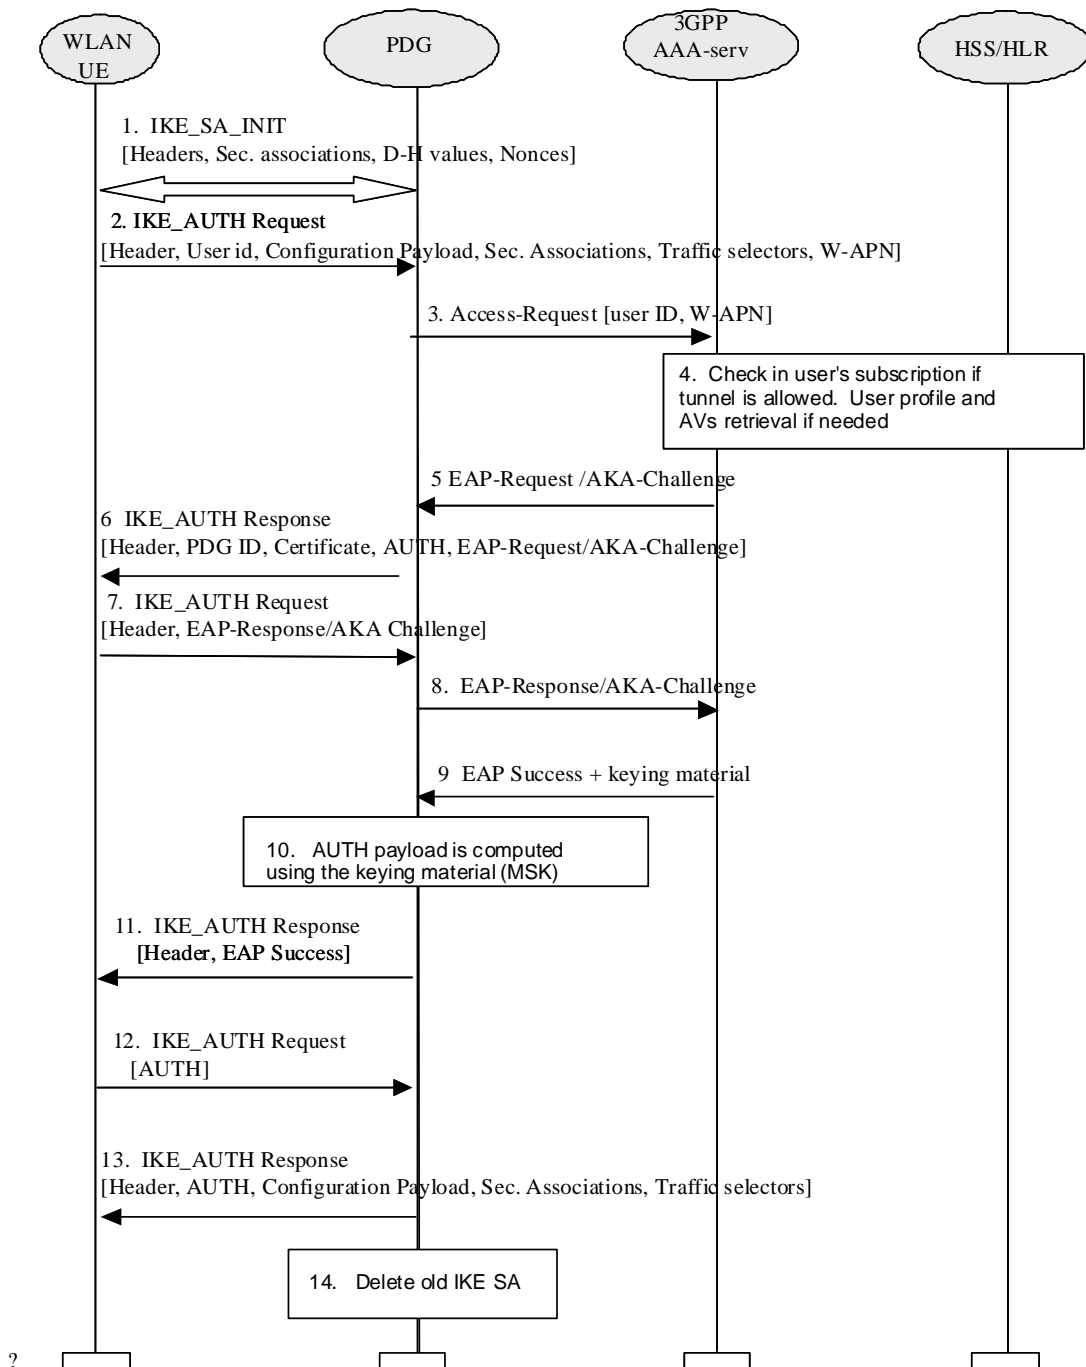 WLAN
UE
PDG
3GPP
AAA-serv
HSS/HLR
1. IKE_SA_INIT
[Headers, Sec. associations, D-H values, Nonces]
2. IKE_AUTH Request
[Header, User id, Configuration Payload, Sec. Associations, Traffic selectors, W-APN]
3. Access-Request [user ID, W-APN]
4. Check in user's subscription if
tunnel is allowed. User profile and
AVs retrieval if needed
5 EAP-Request /AKA-Challenge
6 IKE_AUTH Response
[Header, PDG ID, Certificate, AUTH, EAP-Request/AKA-Challenge]
7. IKE_AUTH Request
[Header, EAP-Response/AKA Challenge]
8. EAP-Response/AKA-Challenge
9 EAP Success + keying material
10. AUTH payload is computed
using the keying material (MSK)
11. IKE_AUTH Response
[Header, EAP Success]
12. IKE_AUTH Request
[AUTH]
13. IKE_AUTH Response
[Header, AUTH, Configuration Payload, Sec. Associations, Traffic selectors]
14. Delete old IKE SA
?